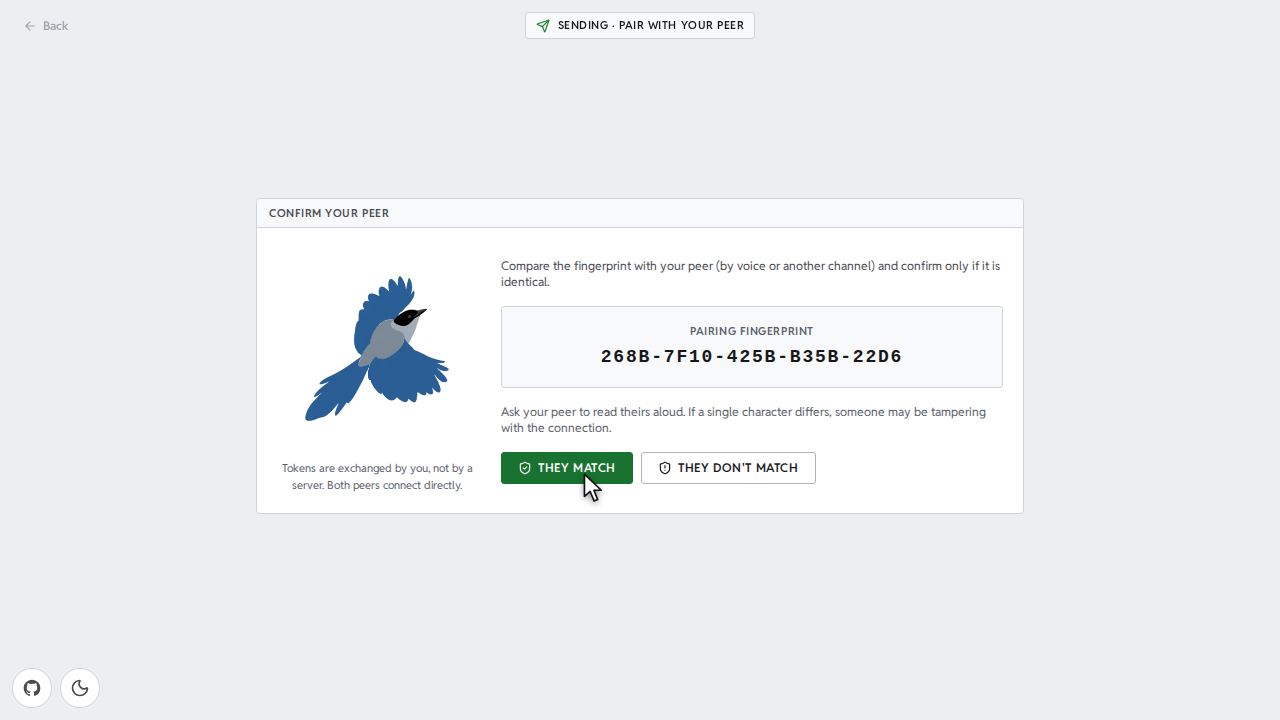 Back
SENDING · PAIR WITH YOUR PEER
CONFIRM YOUR PEER
Compare the fingerprint with your peer (by voice or another channel) and confirm only if it is
identical.
PAIRING FINGERPRINT
268B-7F10-425B-B35B-22D6
Ask your peer to read theirs aloud. If a single character differs, someone may be tampering
with the connection.
Tokens are exchanged by you, not by a
server. Both peers connect directly.
THEY MATCH
THEY DON'T MATCH